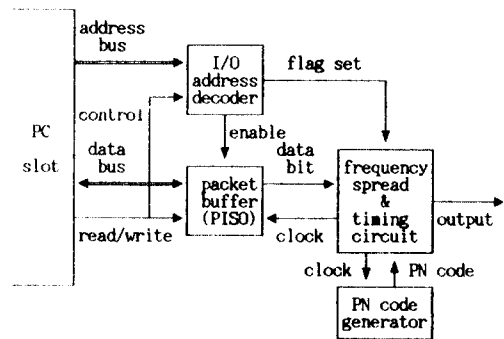 address
bus
I/O
address
decoder
flag set
PC
slot
control
enable
data
bus
data
bit
packet
buffer
(PISO)
frequency
spread
&
timing
circuit
read/write
clock
output
clock
PN code
PN code
generator